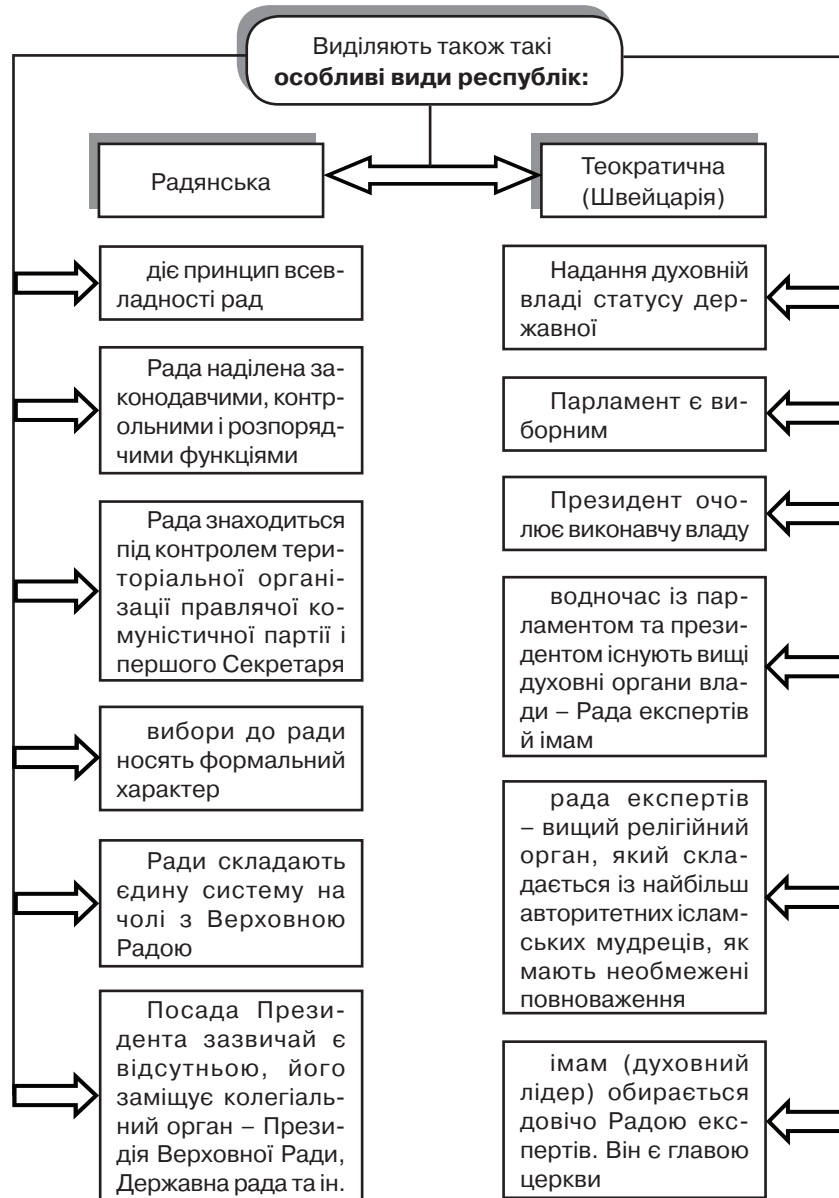 Виділяють також такі
особливі види республік:
Радянська
діє принцип всев-
ладності рад
Рада наділена за-
конодавчими, контр-
ольними і розпоряд-
чими функціями
Рада знаходиться
під контролем тери-
торіальної органі-
зації правлячої ко-
муністичної партії і
першого Секретаря
вибори до ради
носять формальний
характер
Ради складають
єдину систему на
чолі з Верховною
Радою
Посада Прези-
дента зазвичай є
відсутньою, його
заміщує колегіаль-
ний орган – Прези-
дія Верховної Ради,
Державна рада та ін.
Теократична
(Швейцарія)
Надання духовній
владі статусу дер-
жавної
Парламент є ви-
борним
Президент очо-
лює виконавчу владу
водночас із пар-
ламентом та прези-
дентом існують вищі
духовні органи вла-
ди – Рада експертів
й імам
рада експертів
– вищий релігійний
орган, який скла-
дається із найбільш
авторитетних іслам-
ських мудреців, як
мають необмежені
повноваження
імам (духовний
лідер) обирається
довічо Радою екс-
пертів. Він є главою
церкви